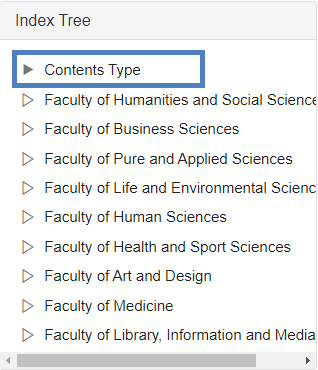 Index Tree
Contents Type
Faculty of Humanities and Social Science
Faculty of Business Sciences
Faculty of Pure and Applied Sciences
Faculty of Life and Environmental Scienc
Faculty of Human Sciences
Faculty of Health and Sport Sciences
Faculty of Art and Design
Faculty of Medicine
Faculty of Library, Information and Media